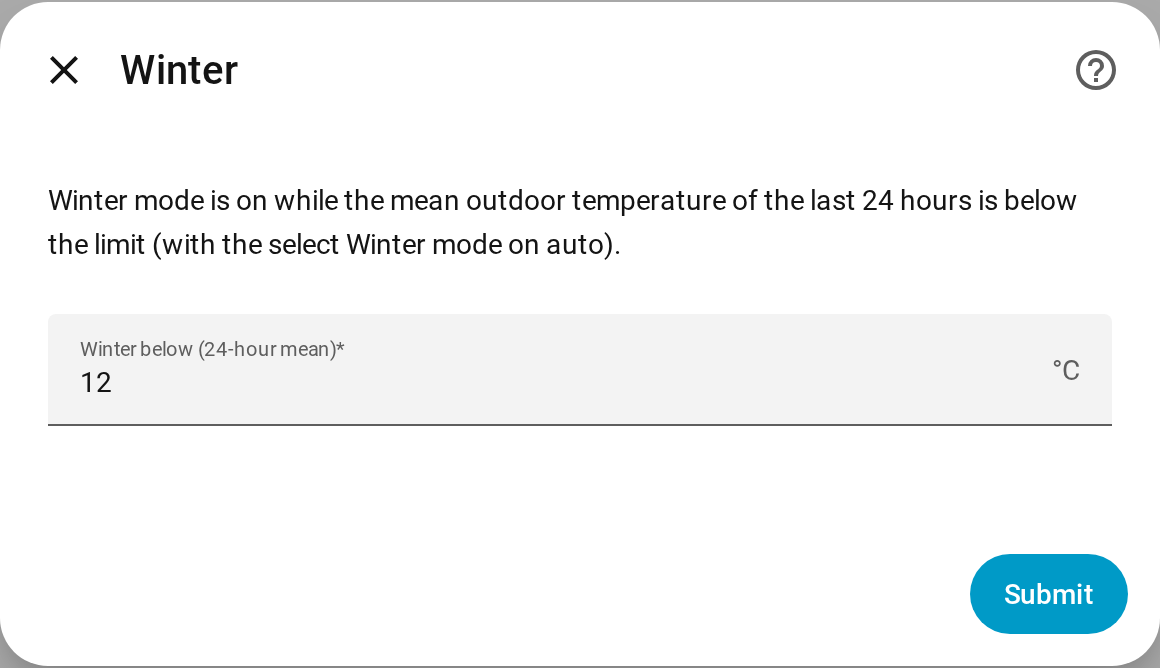 Winter
Winter mode is on while the mean outdoor temperature of the last 24 hours is below
the limit (with the select Winter mode on auto).
Winter below (24-hour mean)*
12
°C
Submit